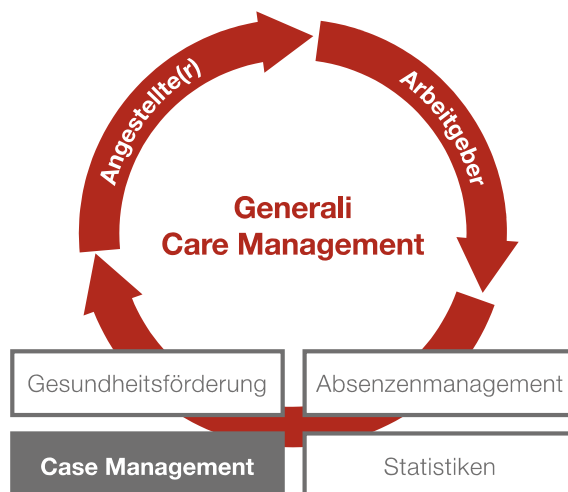 Angestellte(r)
Arbeitgeber
Generali
Care Management
Gesundheitsförderung
Absenzenmanagement
Case Management
Statistiken